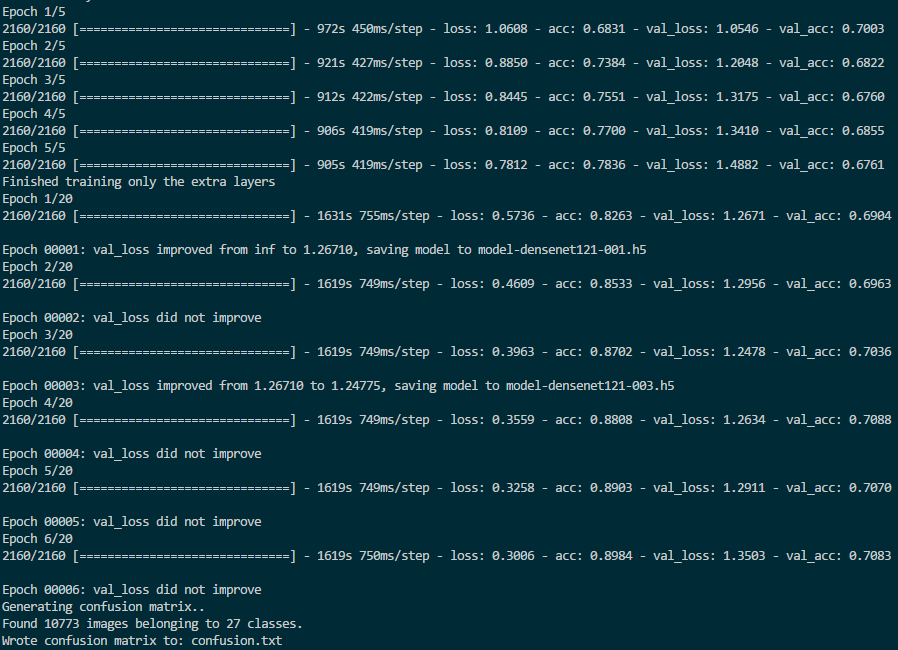 Epoch 1/5
2160/2160 [==============================] - 972s 450ms/step - loss: 1.0608 - acc: 0.6831 - val_loss: 1.0546 - val_acc: 0.7003
Epoch 2/5
2160/2160 [==============================] - 921s 427ms/step - loss: 0.8850 - acc: 0.7384 - val_loss: 1.2048 - val_acc: 0.6822
Epoch 3/5
2160/2160 [==============================] - 912s 422ms/step - loss: 0.8445 - acc: 0.7551 - val_loss: 1.3175 - val_acc: 0.6760
Epoch 4/5
2160/2160 [==============================] - 906s 419ms/step - loss: 0.8109 - acc: 0.7700 - val_loss: 1.3410 - val_acc: 0.6855
Epoch 5/5
2160/2160 [==============================] - 905s 419ms/step - loss: 0.7812 - acc: 0.7836 - val_loss: 1.4882 - val_acc: 0.6761
Finished training only the extra layers
Epoch 1/20
2160/2160 [==============================] - 1631s 755ms/step - loss: 0.5736 - acc: 0.8263 - val_loss: 1.2671 - val_acc: 0.6904
Epoch 00001: val_loss improved from inf to 1.26710, saving model to model-densenet121-001.h5
Epoch 2/20
2160/2160 [==============================] - 1619s 749ms/step - loss: 0.4609 - acc: 0.8533 - val_loss: 1.2956 - val_acc: 0.6963
Epoch 00002: val_loss did not improve
Epoch 3/20
2160/2160 [==============================] - 1619s 749ms/step - loss: 0.3963 - acc: 0.8702 - val_loss: 1.2478 - val_acc: 0.7036
Epoch 00003: val_loss improved from 1.26710 to 1.24775, saving model to model-densenet121-003.h5
Epoch 4/20
2160/2160 [==============================] - 1619s 749ms/step - loss: 0.3559 - acc: 0.8808 - val_loss: 1.2634 - val_acc: 0.7088
Epoch 00004: val_loss did not improve
Epoch 5/20
2160/2160 [==============================] - 1619s 749ms/step - loss: 0.3258 - acc: 0.8903 - val_loss: 1.2911 - val_acc: 0.7070
Epoch 00005: val_loss did not improve
Epoch 6/20
2160/2160 [==============================] - 1619s 750ms/step - loss: 0.3006 - acc: 0.8984 - val_loss: 1.3503 - val_acc: 0.7083
Epoch 00006: val_loss did not improve
Generating confusion matrix..
Found 10773 images belonging to 27 classes.
Wrote confusion matrix to: confusion.txt